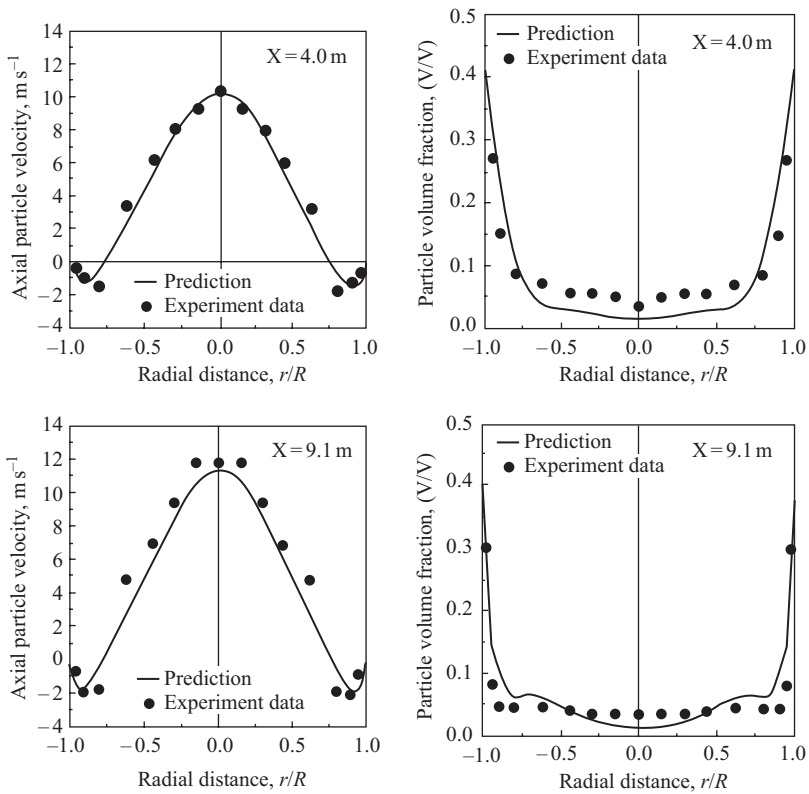 14
12
10
8
6
4
2
0
−2
−4
Axial particle velocity, m s⁻¹
X = 4.0 m
Prediction
Experiment data
−1.0 −0.5 0.0 0.5 1.0
Radial distance, r/R
0.5
0.4
0.3
0.2
0.1
0.0
Particle volume fraction, (V/V)
Prediction
Experiment data
X = 4.0 m
−1.0 −0.5 0.0 0.5 1.0
Radial distance, r/R
14
12
10
8
6
4
2
0
−2
−4
Axial particle velocity, m s⁻¹
X = 9.1 m
Prediction
Experiment data
−1.0 −0.5 0.0 0.5 1.0
Radial distance, r/R
0.5
0.4
0.3
0.2
0.1
0.0
Particle volume fraction, (V/V)
Prediction
Experiment data
X = 9.1 m
-1.0 -0.5 0.0 0.5 1.0
Radial distance, r/R